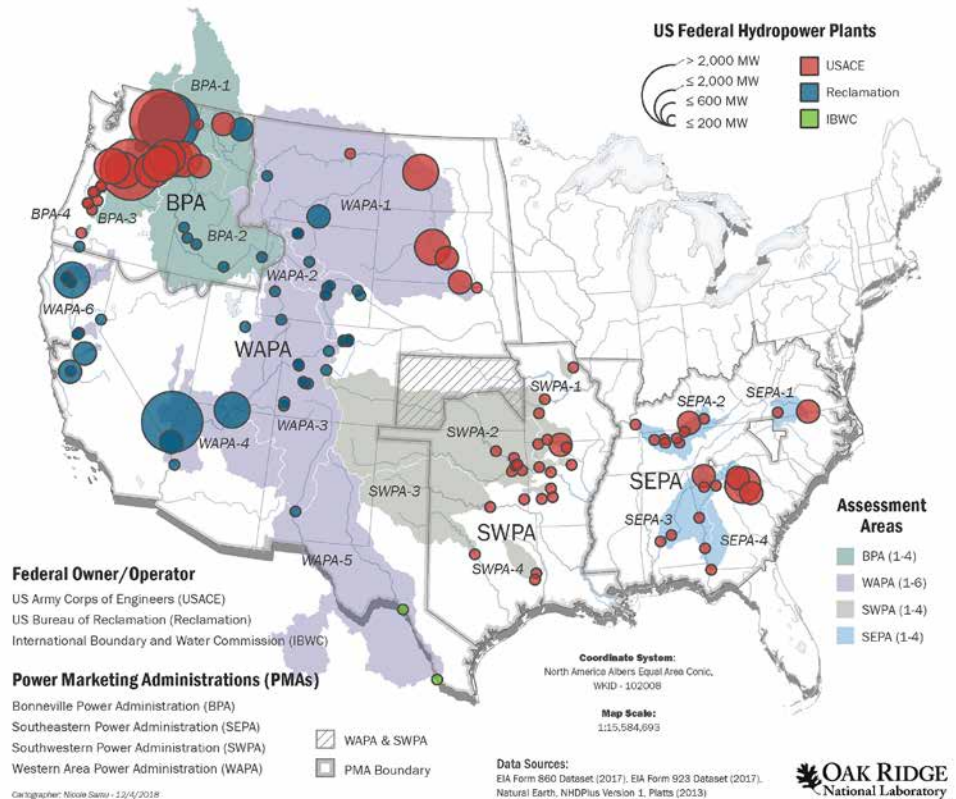 US Federal Hydropower Plants
> 2,000 MW
≤ 2,000 MW
≤ 600 MW
≤ 200 MW
USACE
Reclamation
IBWC
BPA-1
BPA-4
BPA-3
BPA
BPA-2
WAPA-1
WAPA-2
WAPA-6
WAPA
WAPA-4
WAPA-3
WAPA-5
SWPA-1
SWPA-2
SWPA-3
SWPA
SWPA-4
SEPA-2
SEPA-1
SEPA
SEPA-3
SEPA-4
Assessment
Areas
BPA (1-4)
WAPA (1-6)
SWPA (1-4)
SEPA (1-4)
Federal Owner/Operator
US Army Corps of Engineers (USACE)
US Bureau of Reclamation (Reclamation)
International Boundary and Water Commission (IBWC)
Power Marketing Administrations (PMAs)
Bonneville Power Administration (BPA)
Southeastern Power Administration (SEPA)
Southwestern Power Administration (SWPA)
Western Area Power Administration (WAPA)
Cartographer: Nicole Samu - 12/4/2018
WAPA & SWPA
PMA Boundary
Coordinate System:
North America Albers Equal Area Conic,
WKID - 102008
Map Scale:
1:15,584,693
Data Sources:
EIA Form 860 Dataset (2017), EIA Form 923 Dataset (2017),
Natural Earth, NHDPlus Version 1, Platts (2013)
OAK RIDGE
National Laboratory